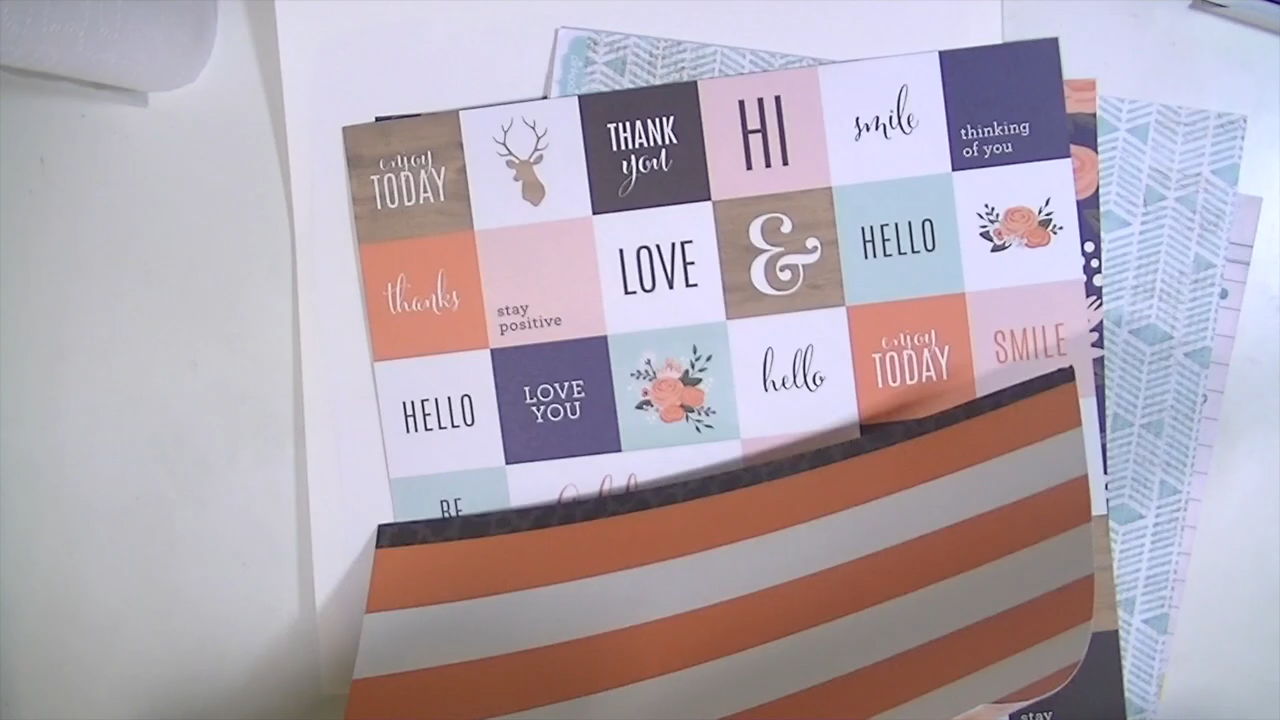 enjoy
TODAY
THANK
you
HI
smile
thinking
of you
thanks
stay
positive
LOVE
&
HELLO
HELLO
LOVE
YOU
hello
enjoy
TODAY
SMILE
BE
stay